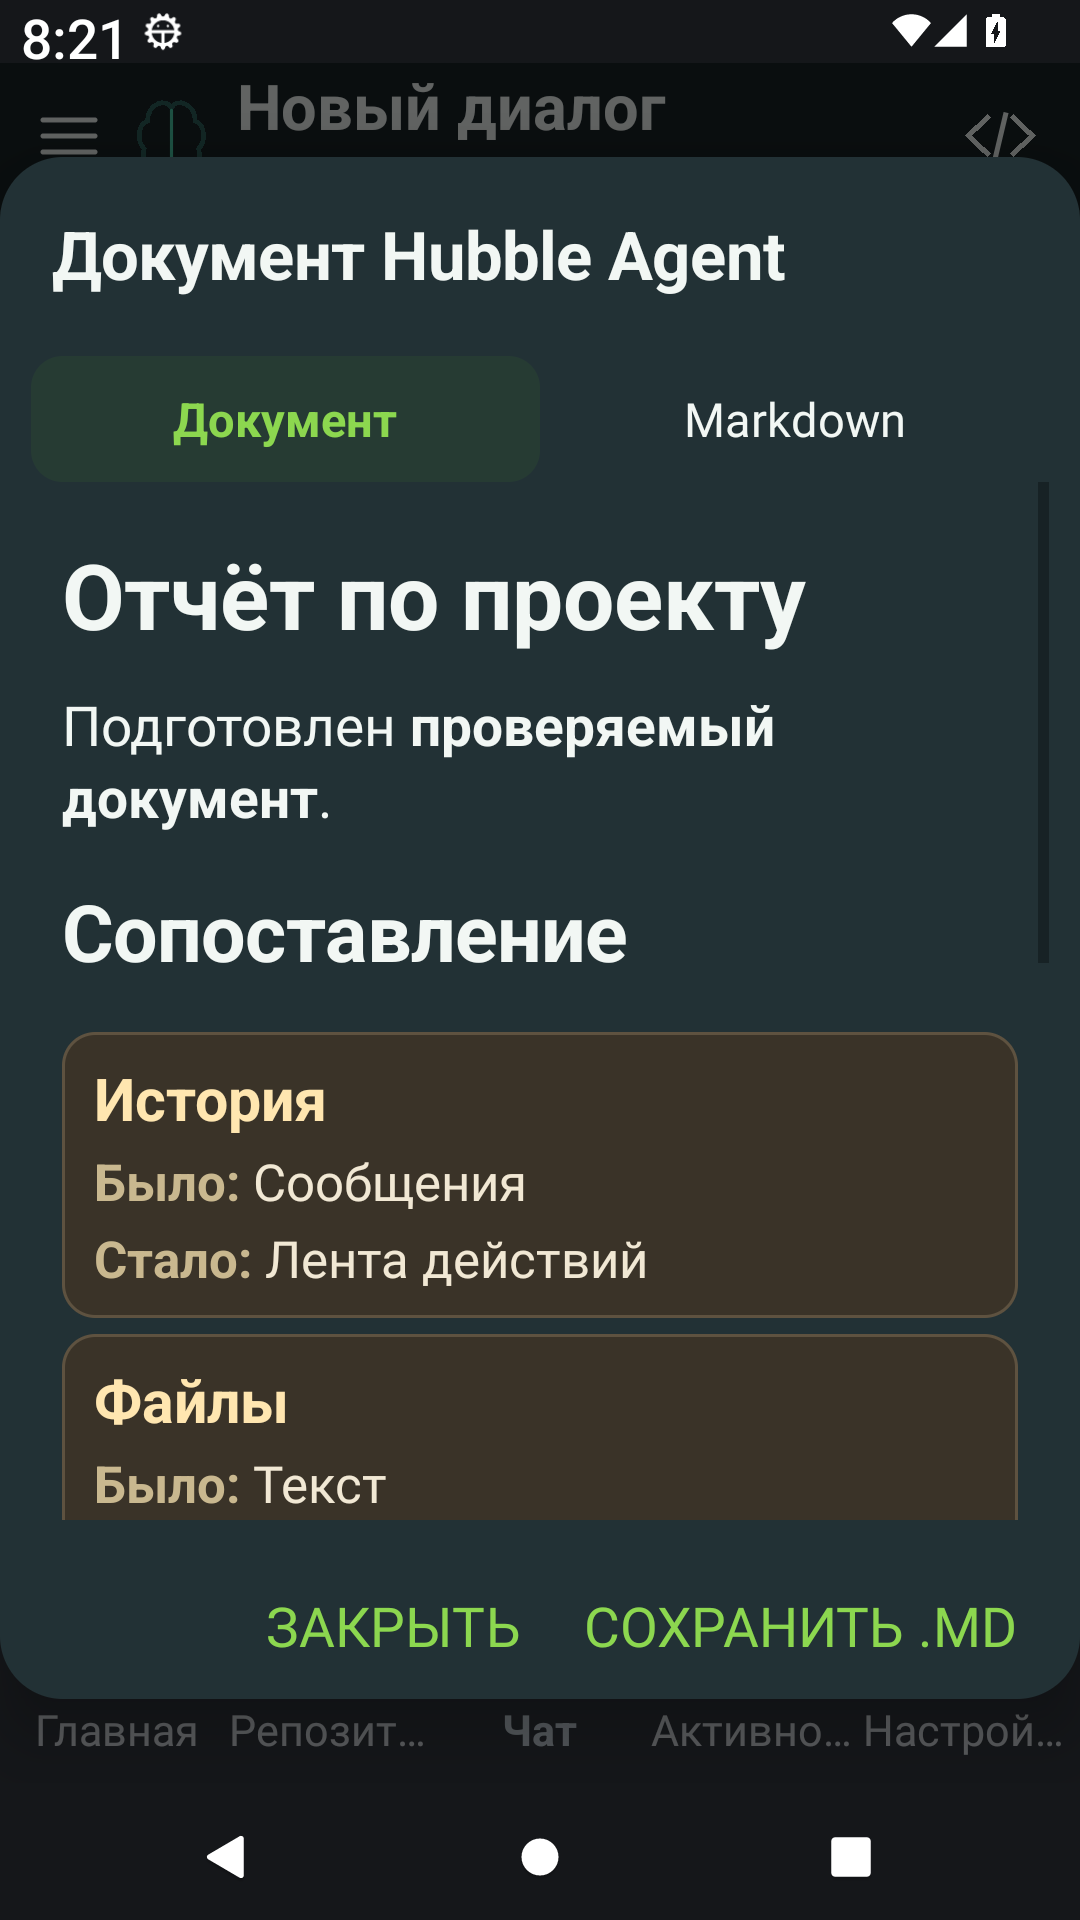 8:21
Новый диалог
Документ Hubble Agent
Документ
Markdown
Отчёт по проекту
Подготовлен проверяемый
документ.
Сопоставление
История
Было: Сообщения
Стало: Лента действий
Файлы
Было: Текст
ЗАКРЫТЬ
СОХРАНИТЬ .MD
Главная
Репозит...
Чат
Активно...
Настрой...